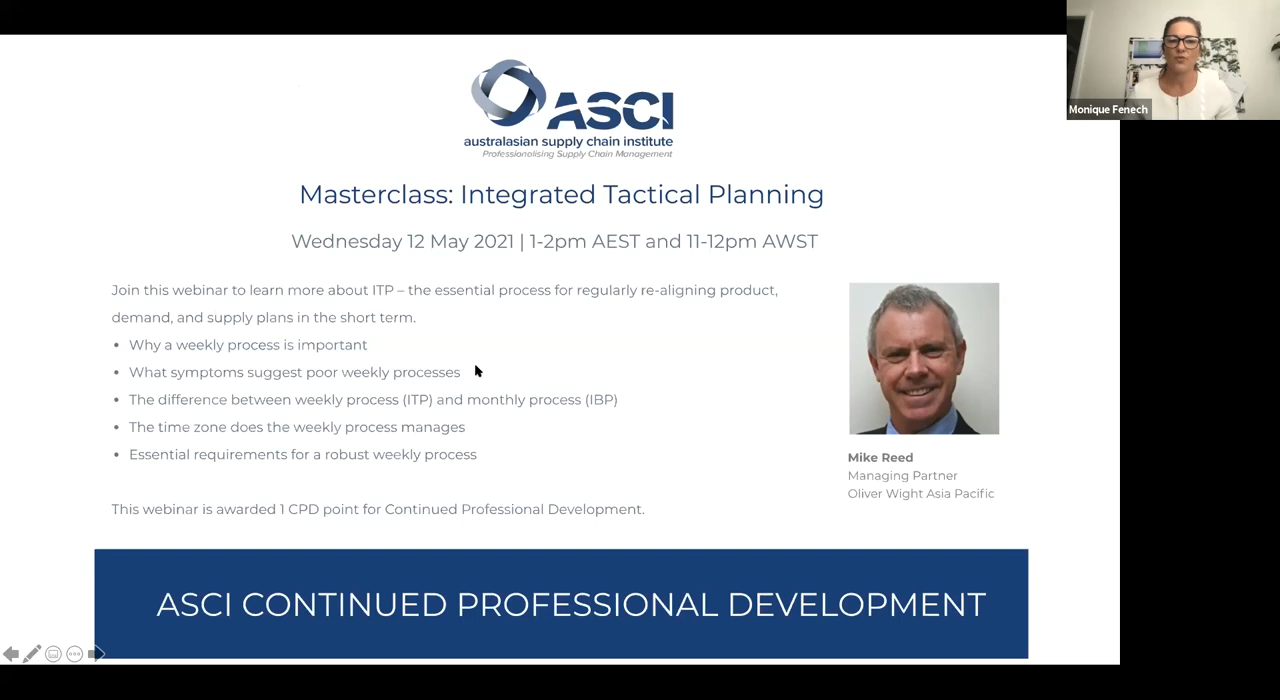 Monique Fenech
ASCI
australasian supply chain institute
Professionalising Supply Chain Management
Masterclass: Integrated Tactical Planning
Wednesday 12 May 2021 | 1-2pm AEST and 11-12pm AWST
Join this webinar to learn more about ITP – the essential process for regularly re-aligning product,
demand, and supply plans in the short term.
• Why a weekly process is important
• What symptoms suggest poor weekly processes
• The difference between weekly process (ITP) and monthly process (IBP)
• The time zone does the weekly process manages
• Essential requirements for a robust weekly process
This webinar is awarded 1 CPD point for Continued Professional Development.
Mike Reed
Managing Partner
Oliver Wight Asia Pacific
ASCI CONTINUED PROFESSIONAL DEVELOPMENT